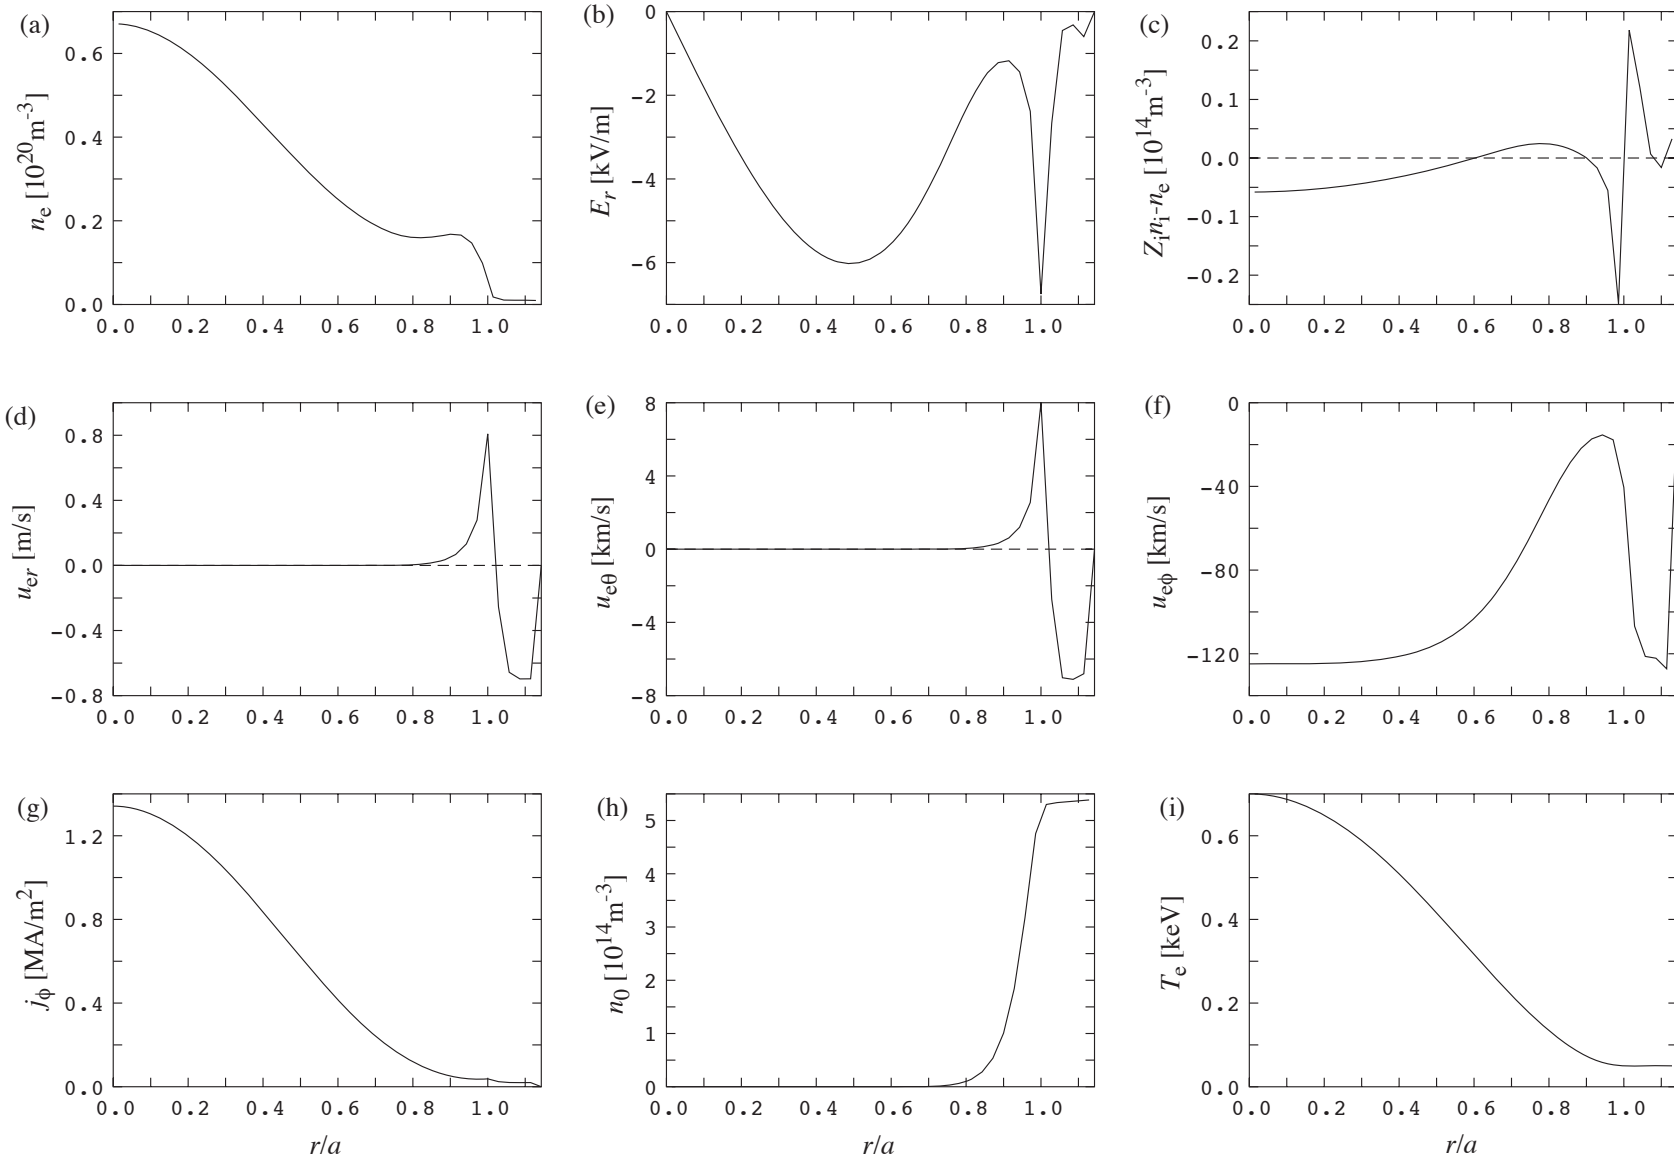 (a)
n_e [10^20 m^-3]
0.6
0.4
0.2
0.0
0.0 0.2 0.4 0.6 0.8 1.0
(b)
E_r [kV/m]
0
−2
−4
−6
0.0 0.2 0.4 0.6 0.8 1.0
(c)
Z_i n_i-n_e [10^14 m^-3]
0.2
0.1
0.0
−0.1
−0.2
0.0 0.2 0.4 0.6 0.8 1.0
(d)
u_er [m/s]
0.8
0.4
0.0
−0.4
−0.8
0.0 0.2 0.4 0.6 0.8 1.0
(e)
u_eθ [km/s]
8
4
0
−4
−8
0.0 0.2 0.4 0.6 0.8 1.0
(f)
u_eϕ [km/s]
0
−40
−80
−120
0.0 0.2 0.4 0.6 0.8 1.0
(g)
j_ϕ [MA/m^2]
1.2
0.8
0.4
0.0
0.0 0.2 0.4 0.6 0.8 1.0
r/a
(h)
n_0 [10^14 m^-3]
5
4
3
2
1
0
0.0 0.2 0.4 0.6 0.8 1.0
r/a
(i)
T_e [keV]
0.6
0.4
0.2
0.0
0.0 0.2 0.4 0.6 0.8 1.0
r/a